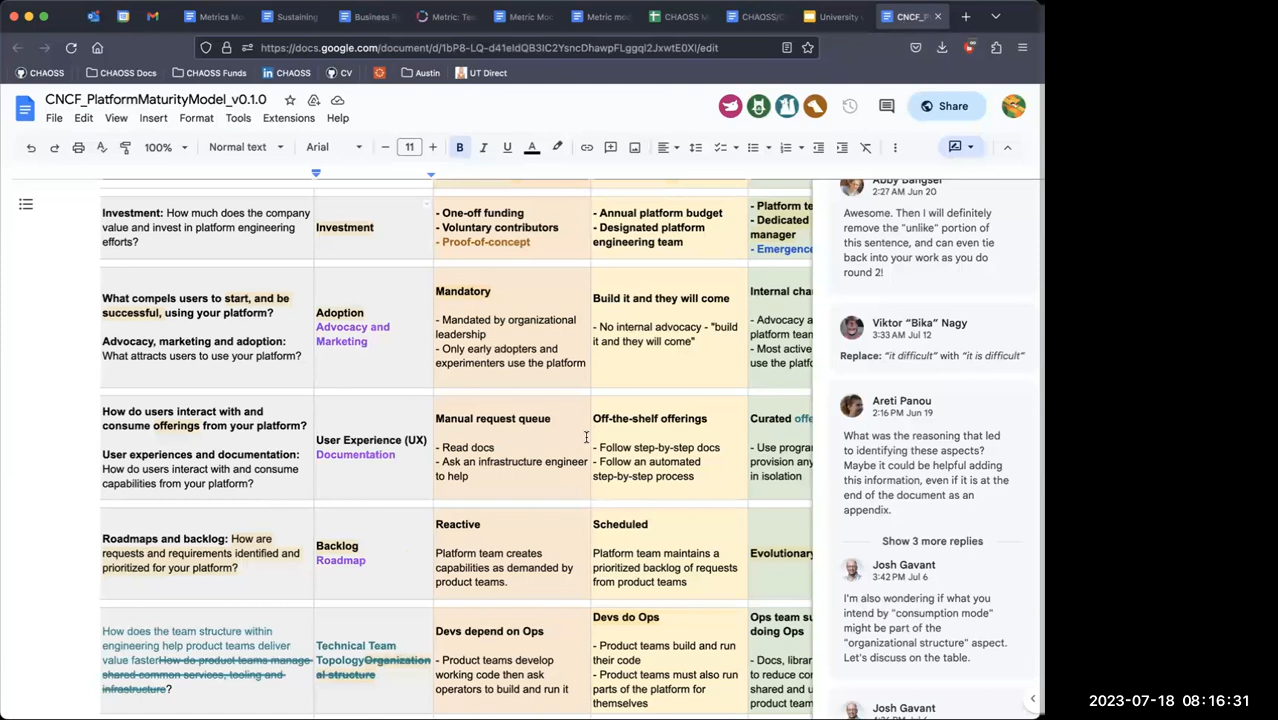 Metrics Mo
Sustaining
Business R
Metric: Tec
Metric Mod
Metric mod
CHAOSS M
CHAOSS/D
University
CNCF_P
https://docs.google.com/document/d/1bP8-LQ-d41eIdQB3IC2YsncDhawpFLggqI2JxwtE0XI/edit
CHAOSS
CHAOSS Docs
CHAOSS Funds
CHAOSS
CV
Austin
UT Direct
CNCF_PlatformMaturityModel_v0.1.0
File Edit View Insert Format Tools Extensions Help
Share
100% Normal text Arial 11
Investment: How much does the company
value and invest in platform engineering
efforts?
Investment
- One-off funding
- Voluntary contributors
- Proof-of-concept
- Annual platform budget
- Designated platform
engineering team
- Platform te
- Dedicated
manager
- Emergence
What compels users to start, and be
successful, using your platform?
Advocacy, marketing and adoption:
What attracts users to use your platform?
Adoption
Advocacy and
Marketing
Mandatory
- Mandated by organizational
leadership
- Only early adopters and
experimenters use the platform
Build it and they will come
- No internal advocacy - "build
it and they will come"
Internal cha
- Advocacy a
platform team
- Most active
use the platfo
How do users interact with and
consume offerings from your platform?
User experiences and documentation:
How do users interact with and consume
capabilities from your platform?
User Experience (UX)
Documentation
Manual request queue
- Read docs
- Ask an infrastructure engineer
to help
Off-the-shelf offerings
- Follow step-by-step docs
- Follow an automated
step-by-step process
Curated offe
- Use program
provision any
in isolation
Roadmaps and backlog: How are
requests and requirements identified and
prioritized for your platform?
Backlog
Roadmap
Reactive
Platform team creates
capabilities as demanded by
product teams.
Scheduled
Platform team maintains a
prioritized backlog of requests
from product teams
Evolutionary
How does the team structure within
engineering help product teams deliver
value fasterHow do product teams manage
shared common services, tooling and
infrastructure?
Technical Team
TopologyOrganization
al structure
Devs depend on Ops
- Product teams develop
working code then ask
operators to build and run it
Devs do Ops
- Product teams build and run
their code
- Product teams must also run
parts of the platform for
themselves
Ops team su
doing Ops
- Docs, librar
to reduce con
shared and u
product team
Abby Bangser
2:27 AM Jun 20
Awesome. Then I will definitely
remove the "unlike" portion of
this sentence, and can even tie
back into your work as you do
round 2!
Viktor “Bika” Nagy
3:33 AM Jul 12
Replace: “it difficult” with “it is difficult”
Areti Panou
2:16 PM Jun 19
What was the reasoning that led
to identifying these aspects?
Maybe it could be helpful adding
this information, even if it is at the
end of the document as an
appendix.
Show 3 more replies
Josh Gavant
3:42 PM Jul 6
I'm also wondering if what you
intend by "consumption mode"
might be part of the
"organizational structure" aspect.
Let's discuss on the table.
Josh Gavant
2023-07-18 08:16:31